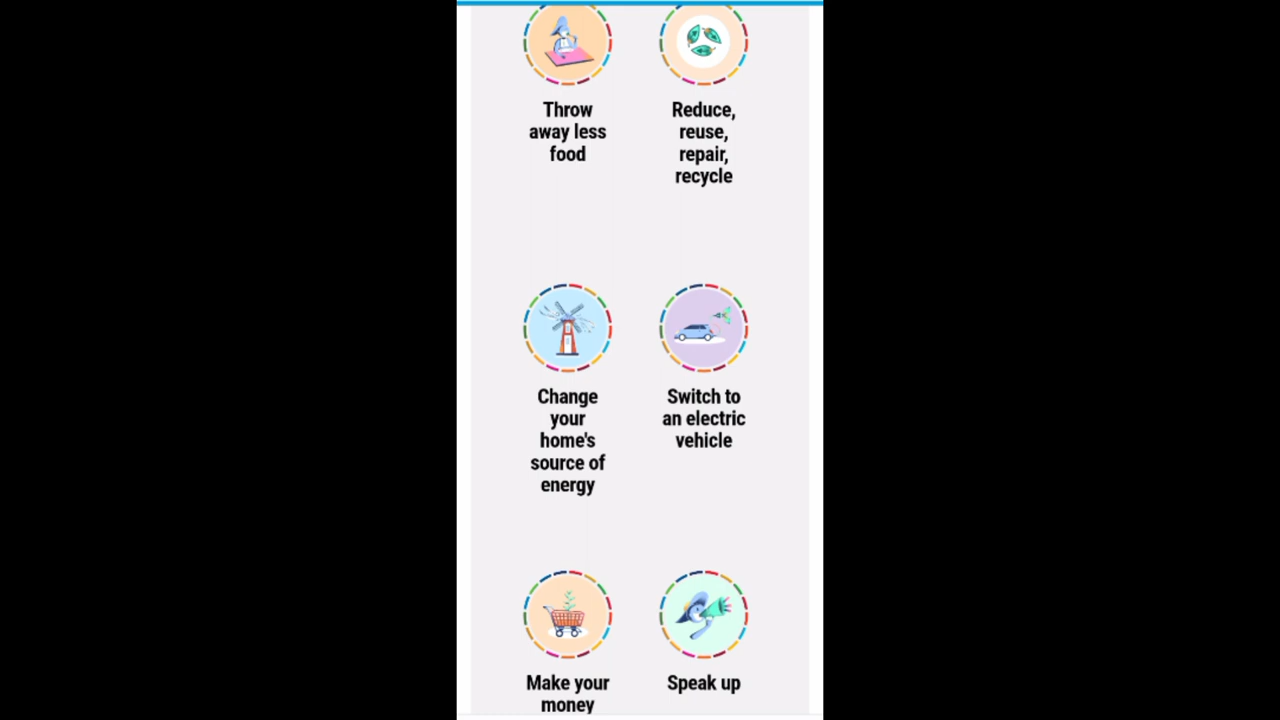 Throw
away less
food
Reduce,
reuse,
repair,
recycle
Change
your
home's
source of
energy
Switch to
an electric
vehicle
Make your
money
Speak up